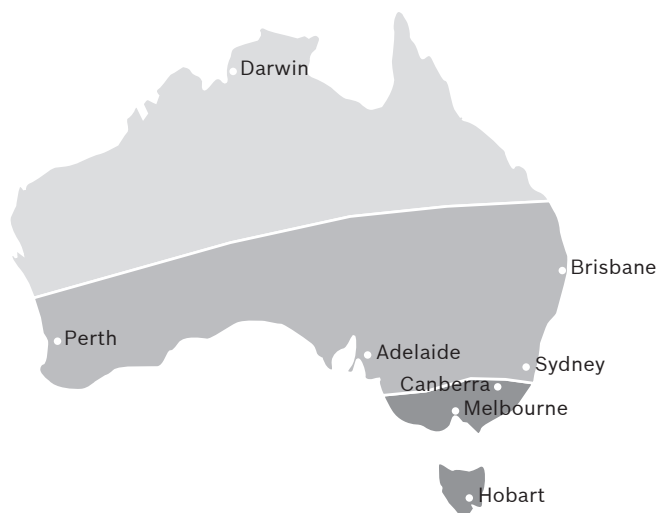 Darwin
Brisbane
Perth
Adelaide
Sydney
Canberra
Melbourne
Hobart